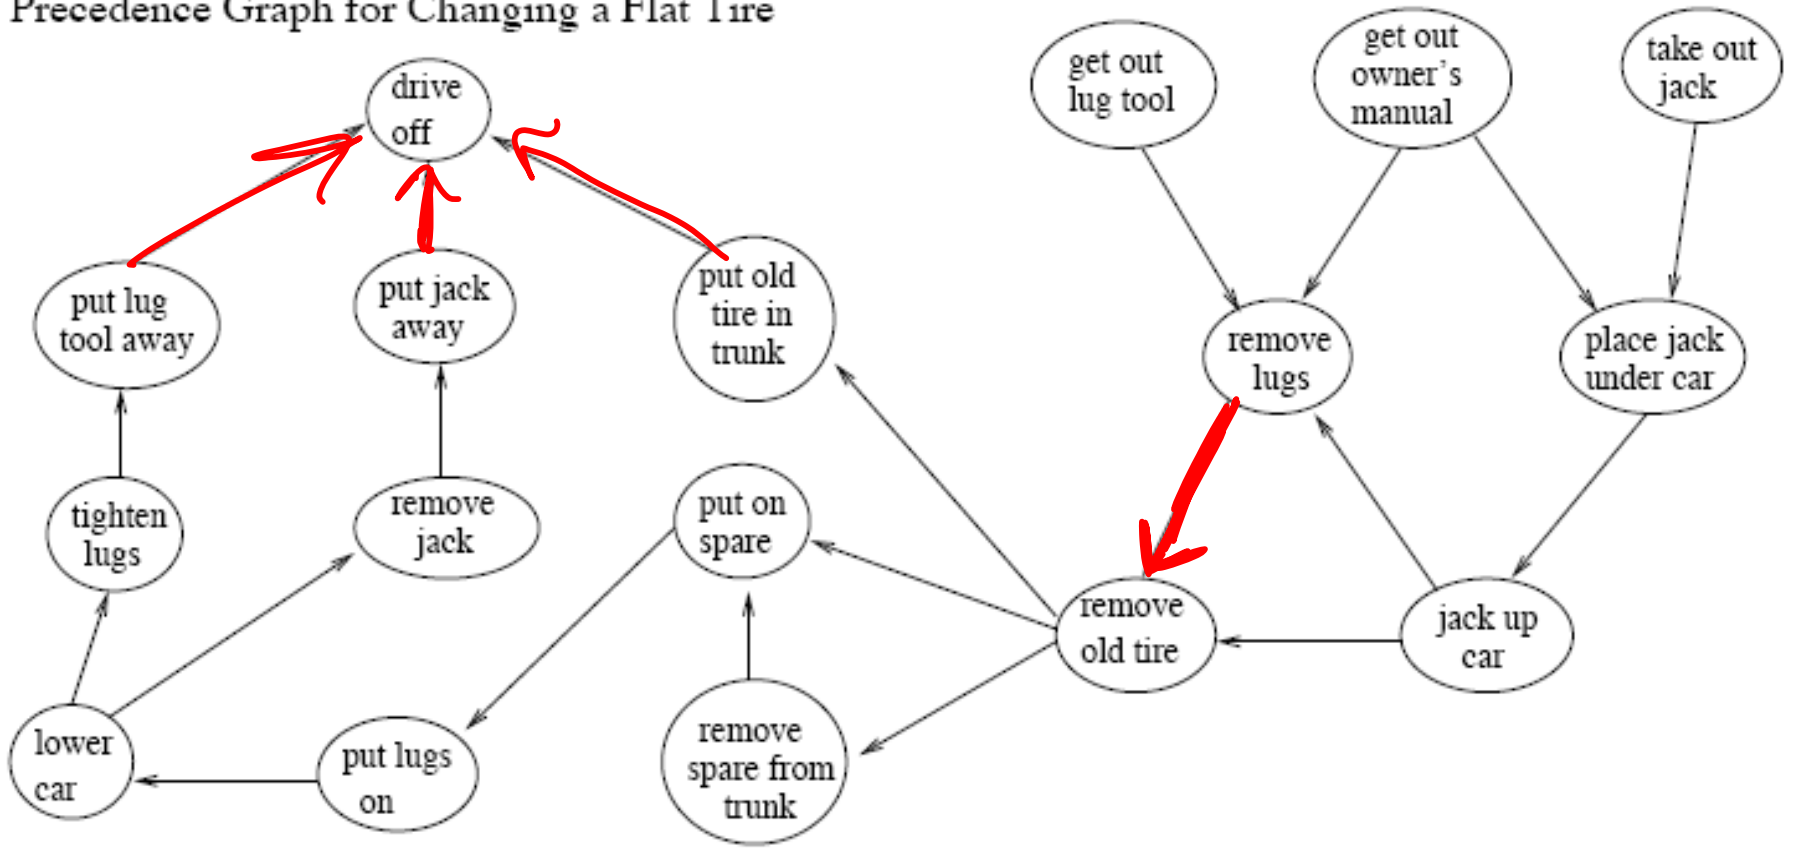 Precedence Graph for Changing a Flat Tire
drive
off
get out
lug tool
get out
owner's
manual
take out
jack
put lug
tool away
put jack
away
put old
tire in
trunk
remove
lugs
place jack
under car
tighten
lugs
remove
jack
put on
spare
remove
old tire
jack up
car
lower
car
put lugs
on
remove
spare from
trunk